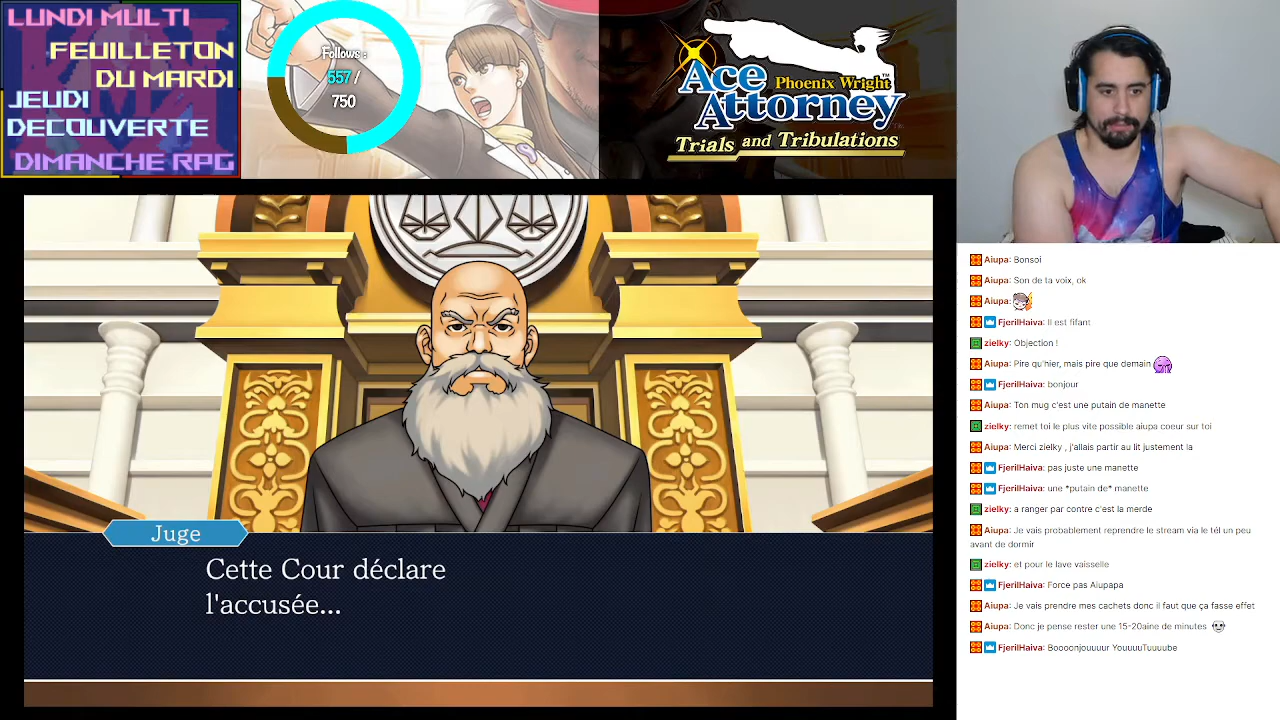 LUNDI MULTI
FEUILLETON
DU MARDI
JEUDI
DECOUVERTE
DIMANCHE RPG
Follows :
557 /
750
Phoenix Wright™
Ace
Attorney
Trials and Tribulations
Juge
Cette Cour déclare
l'accusée...
Aiupa: Bonsoi
Aiupa: Son de ta voix, ok
Aiupa:
FjerilHaiva: Il est fifant
zielky: Objection !
Aiupa: Pire qu'hier, mais pire que demain
FjerilHaiva: bonjour
Aiupa: Ton mug c'est une putain de manette
zielky: remet toi le plus vite possible aiupa coeur sur toi
Aiupa: Merci zielky , j'allais partir au lit justement la
FjerilHaiva: pas juste une manette
FjerilHaiva: une *putain de* manette
zielky: a ranger par contre c'est la merde
Aiupa: Je vais probablement reprendre le stream via le tél un peu
avant de dormir
zielky: et pour le lave vaisselle
FjerilHaiva: Force pas Aiupapa
Aiupa: Je vais prendre mes cachets donc il faut que ça fasse effet
Aiupa: Donc je pense rester une 15-20aine de minutes
FjerilHaiva: Boooonjouuuur YouuuuTuuuube